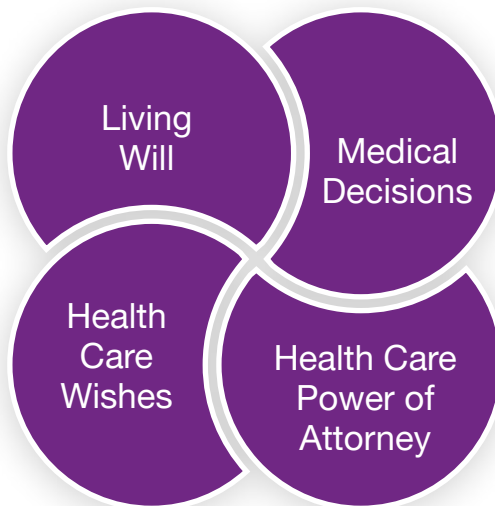 Living
Will
Medical
Decisions
Health
Care
Wishes
Health Care
Power of
Attorney